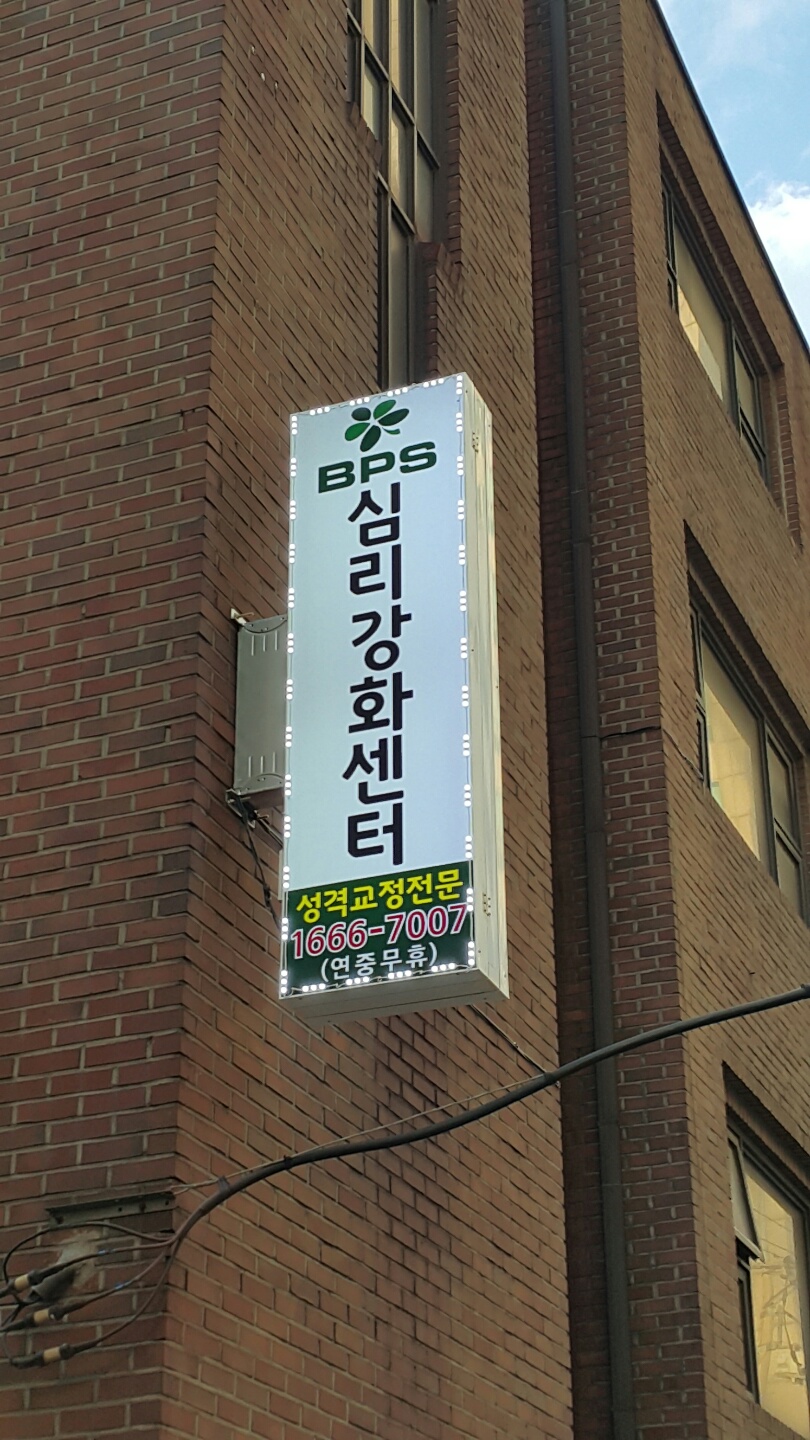 BPS
심리강화센터
성격교정전문
1666-7007
(연중무휴)